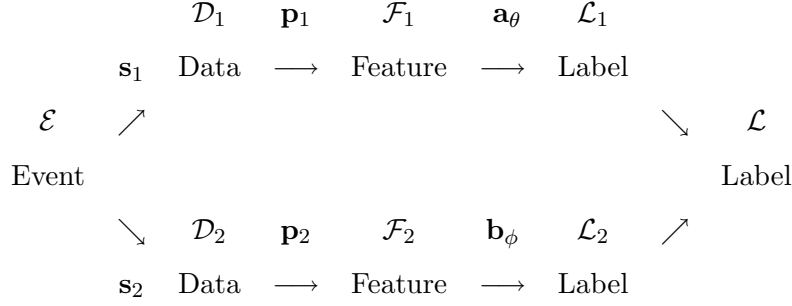 𝒟₁ 𝐩₁ ℱ₁ 𝐚_θ ℒ₁
𝐬₁ Data ⟶ Feature ⟶ Label
ℰ ↗ ↘ ℒ
Event Label
↘ 𝒟₂ 𝐩₂ ℱ₂ 𝐛_ϕ ℒ₂ ↗
𝐬₂ Data ⟶ Feature ⟶ Label